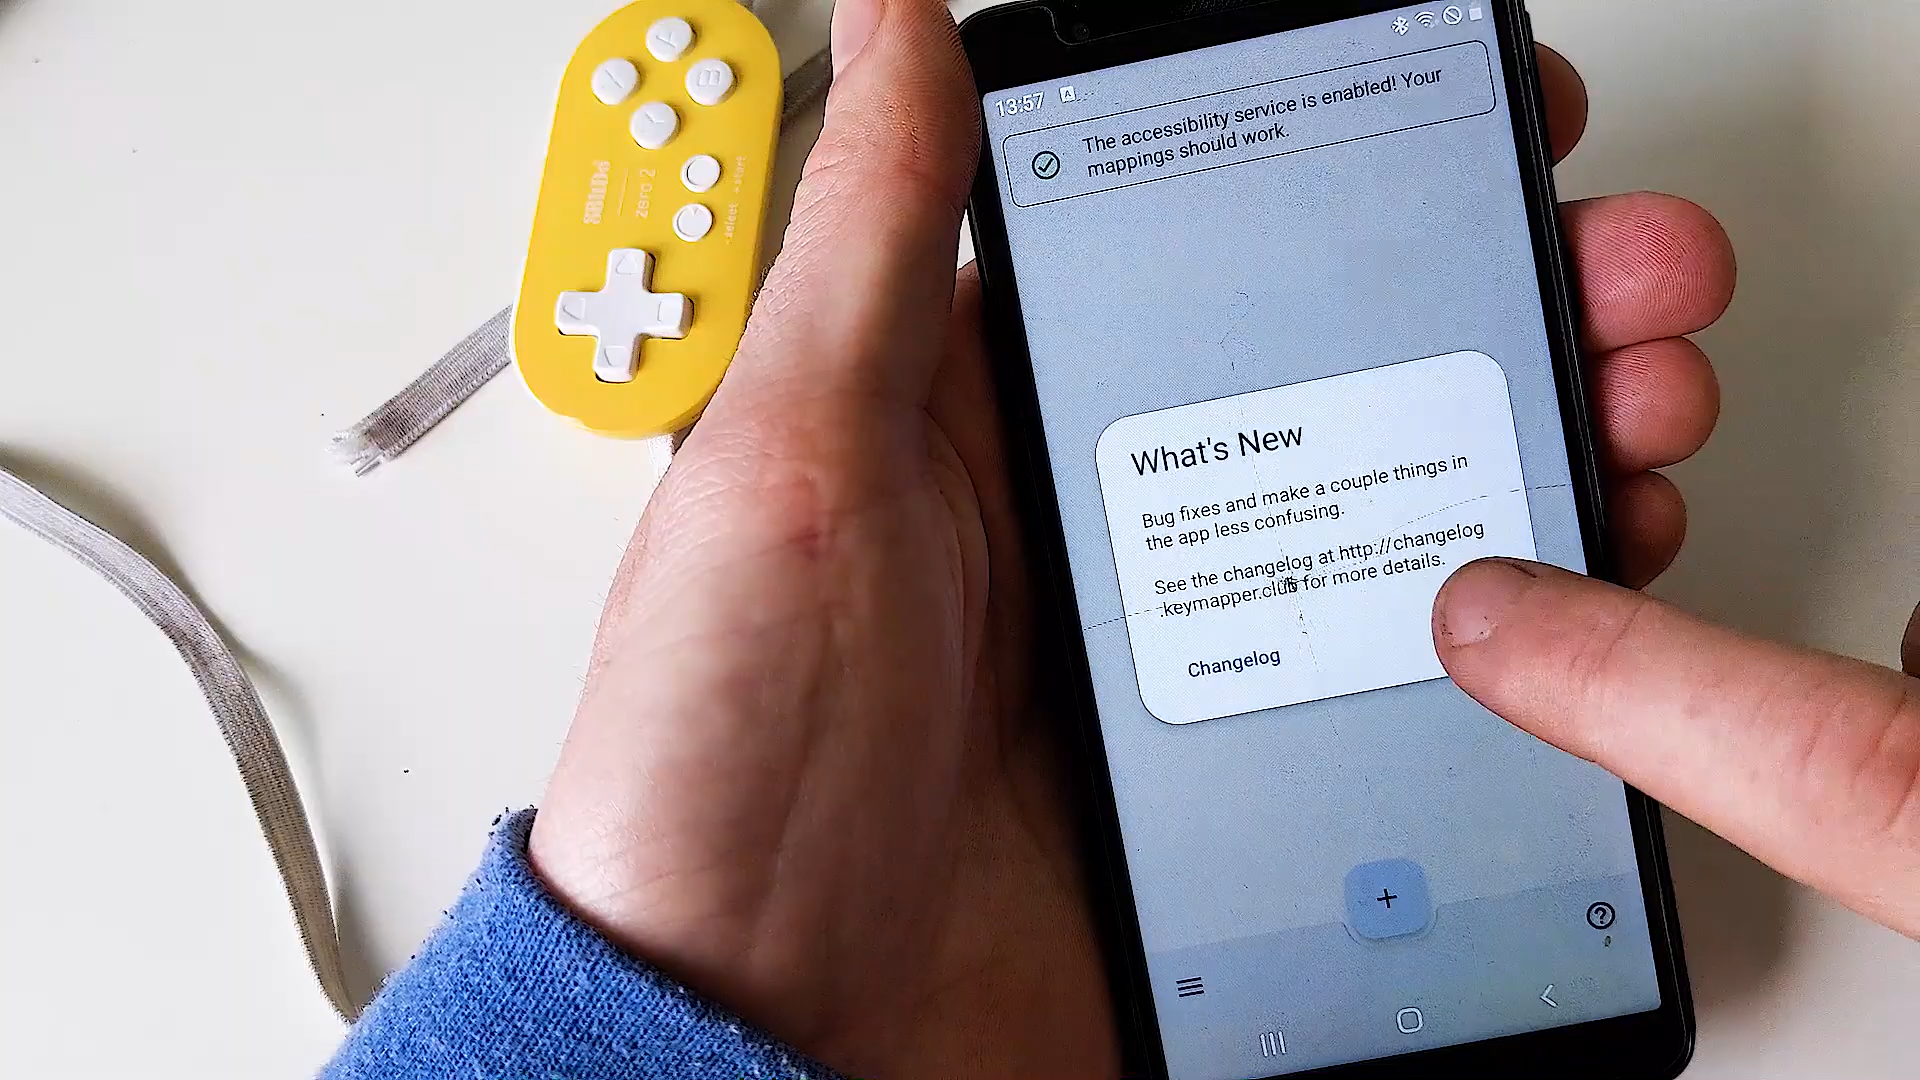 8BitDo
zero 2
-select +start
13:57
The accessibility service is enabled! Your
mappings should work.
What's New
Bug fixes and make a couple things in
the app less confusing.
See the changelog at http://changelog
.keymapper.club for more details.
Changelog